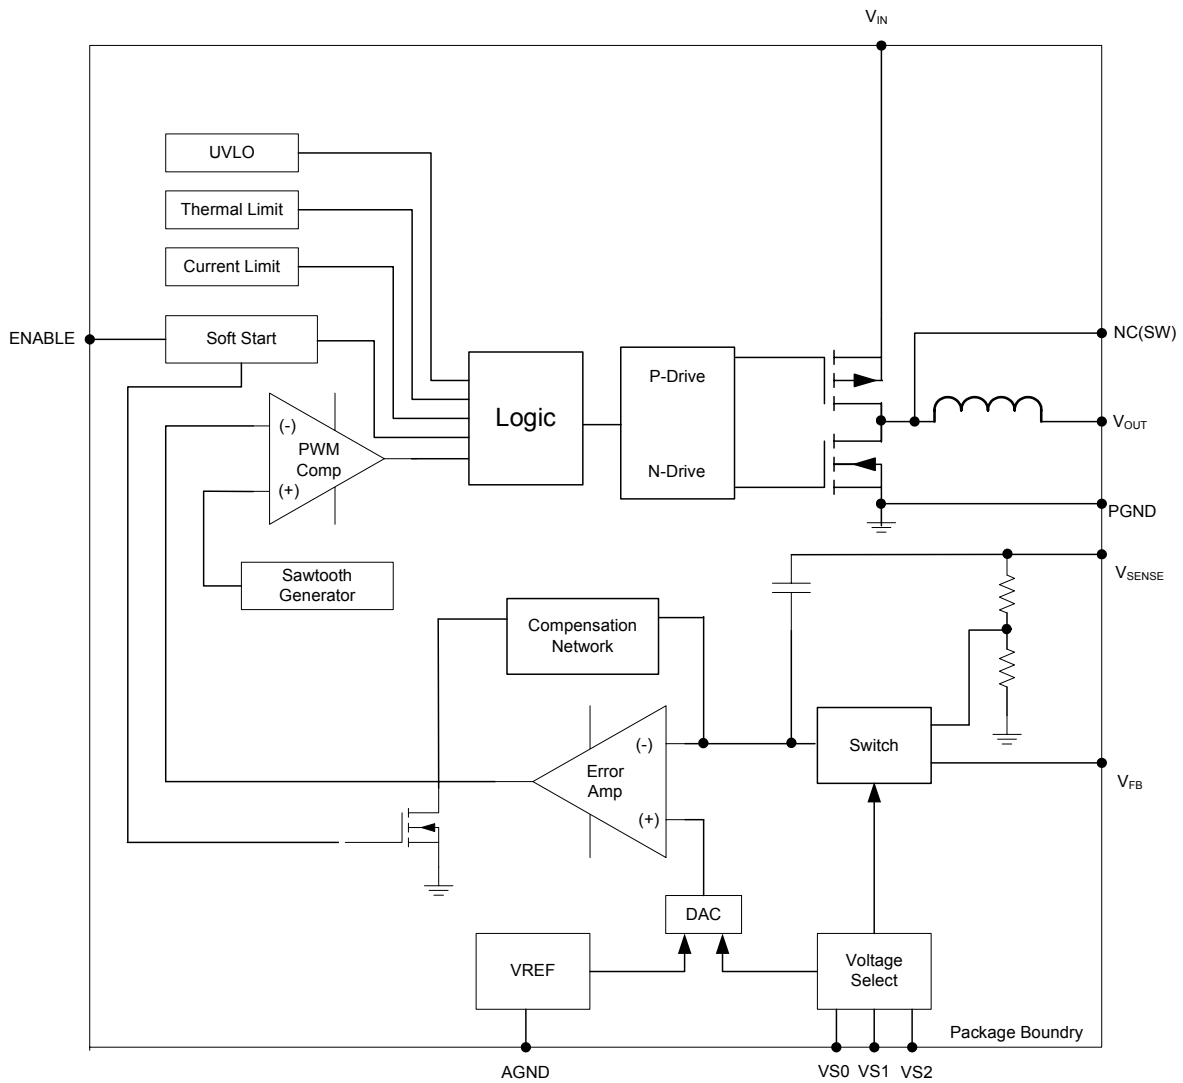 VIN
UVLO
Thermal Limit
Current Limit
ENABLE
Soft Start
NC(SW)
P-Drive
Logic
VOUT
(-)
PWM
Comp
N-Drive
(+)
PGND
VSENSE
Sawtooth
Generator
Compensation
Network
(-)
Switch
Error
Amp
VFB
(+)
DAC
VREF
Voltage
Select
Package Boundry
AGND
VS0
VS1
VS2